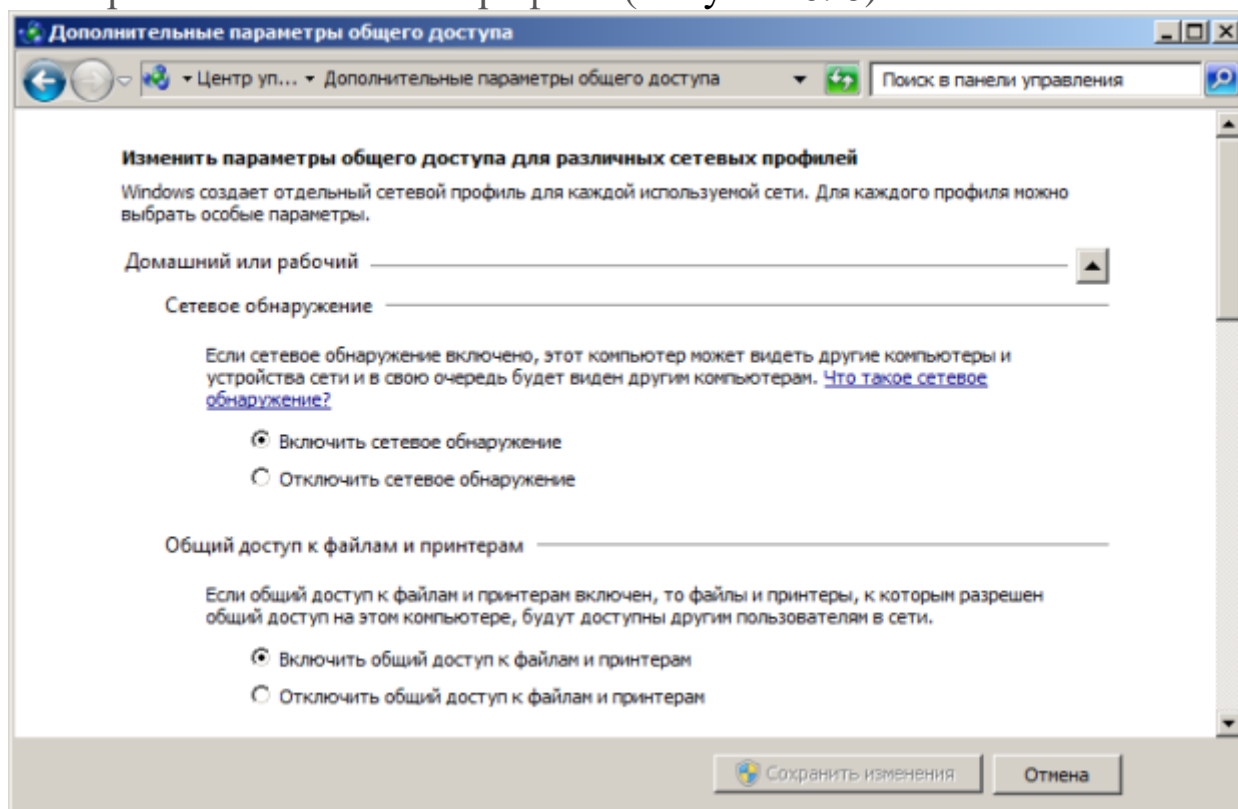 Дополнительные параметры общего доступа
Центр уп... Дополнительные параметры общего доступа
Поиск в панели управления
Изменить параметры общего доступа для различных сетевых профилей
Windows создает отдельный сетевой профиль для каждой используемой сети. Для каждого профиля можно
выбрать особые параметры.
Домашний или рабочий
Сетевое обнаружение
Если сетевое обнаружение включено, этот компьютер может видеть другие компьютеры и
устройства сети и в свою очередь будет виден другим компьютерам. Что такое сетевое
обнаружение?
Включить сетевое обнаружение
Отключить сетевое обнаружение
Общий доступ к файлам и принтерам
Если общий доступ к файлам и принтерам включен, то файлы и принтеры, к которым разрешен
общий доступ на этом компьютере, будут доступны другим пользователям в сети.
Включить общий доступ к файлам и принтерам
Отключить общий доступ к файлам и принтерам
Сохранить изменения
Отмена